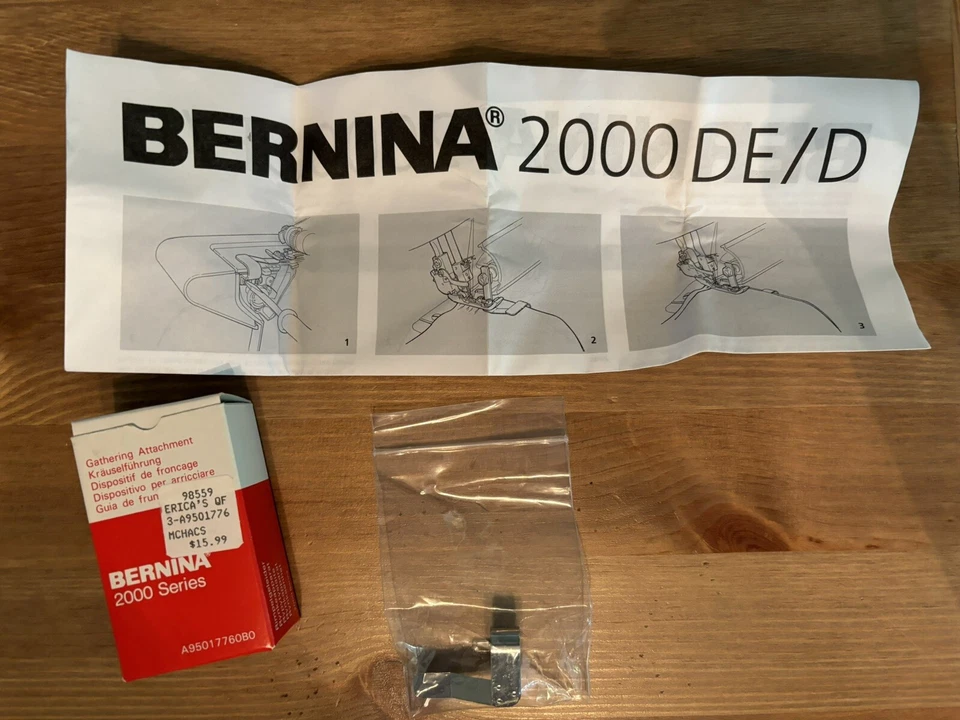 BERNINA® 2000 DE/D
1
2
3
Gathering Attachment
Kräuselführung
Dispositif de froncage
Dispositivo per arricciare
Guia de frun
98559
ERICA'S QF
3-A9501776
MCHACS
$15.99
BERNINA
2000 Series
A95017760B0